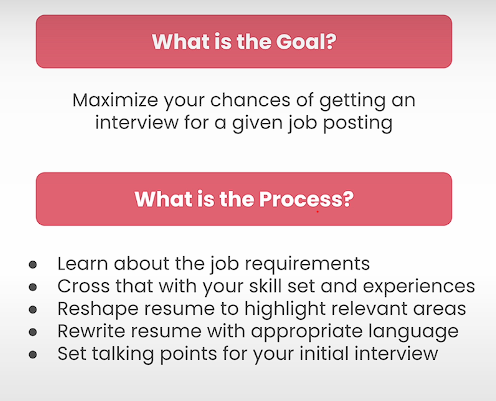 What is the Goal?
Maximize your chances of getting an
interview for a given job posting
What is the Process?
● Learn about the job requirements
● Cross that with your skill set and experiences
● Reshape resume to highlight relevant areas
● Rewrite resume with appropriate language
● Set talking points for your initial interview